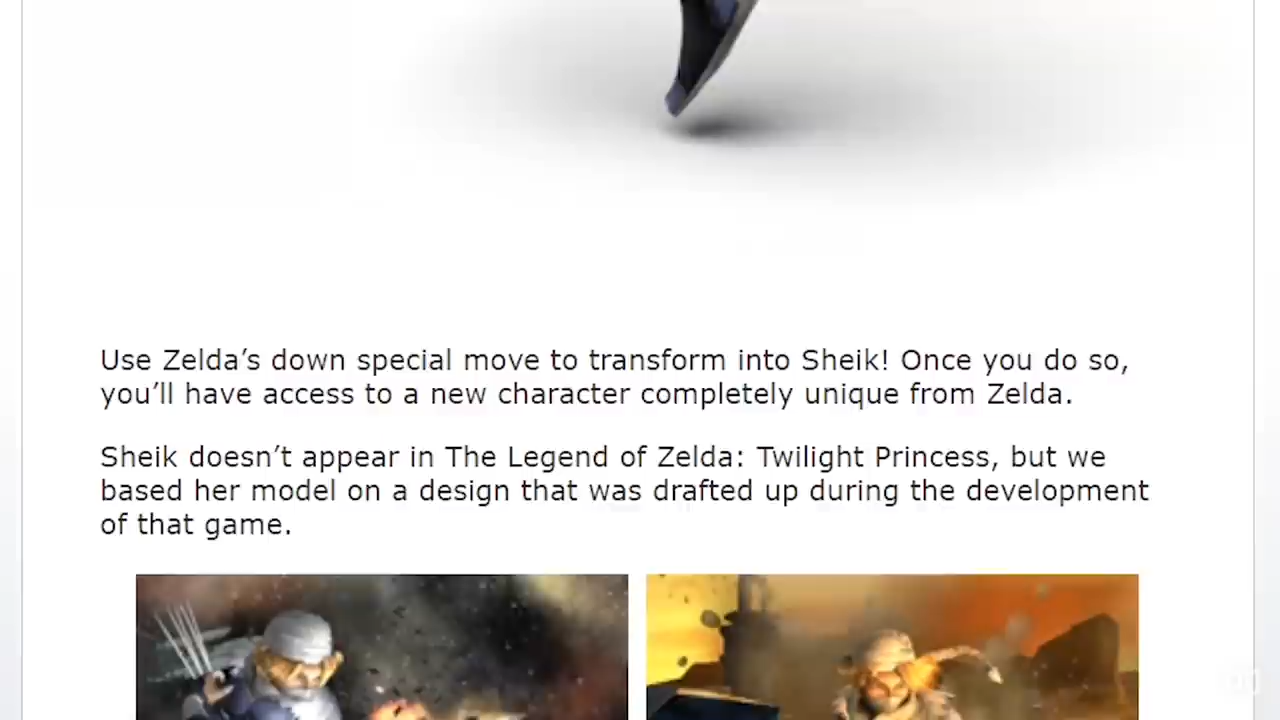 Use Zelda’s down special move to transform into Sheik! Once you do so,
you’ll have access to a new character completely unique from Zelda.
Sheik doesn’t appear in The Legend of Zelda: Twilight Princess, but we
based her model on a design that was drafted up during the development
of that game.